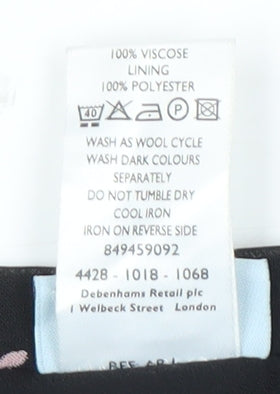 100% VISCOSE
LINING
100% POLYESTER
40 P
WASH AS WOOL CYCLE
WASH DARK COLOURS
SEPARATELY
DO NOT TUMBLE DRY
COOL IRON
IRON ON REVERSE SIDE
849459092
4428 - 1018 - 1068
Debenhams Retail plc
1 Welbeck Street London